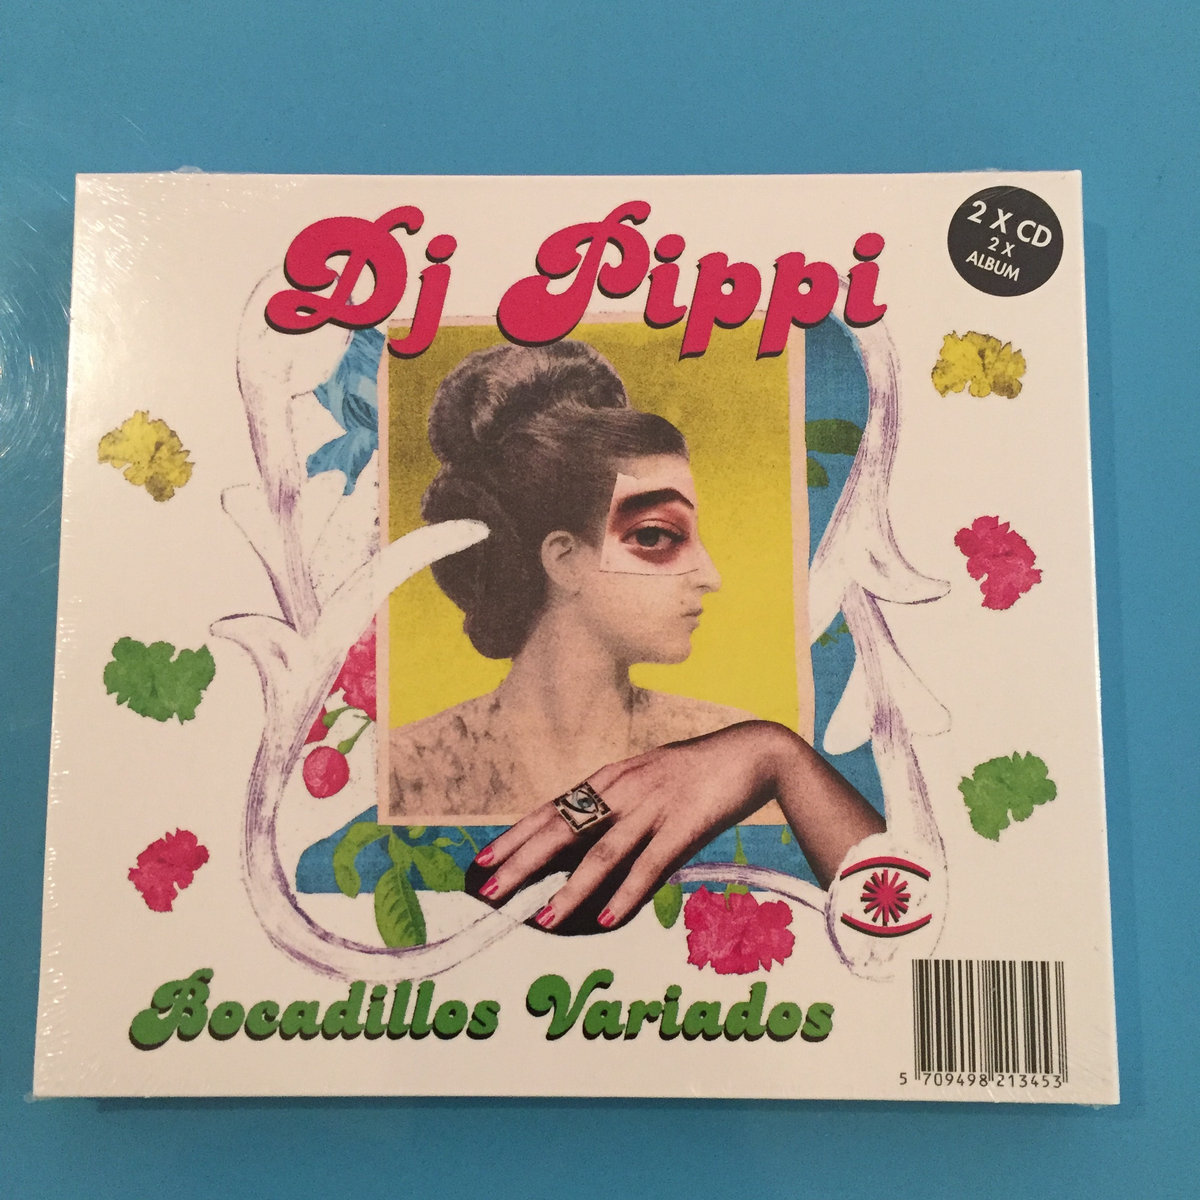 Dj Pippi
2 X CD
2 X
ALBUM
Bocadillos Variados
5 709498 213453